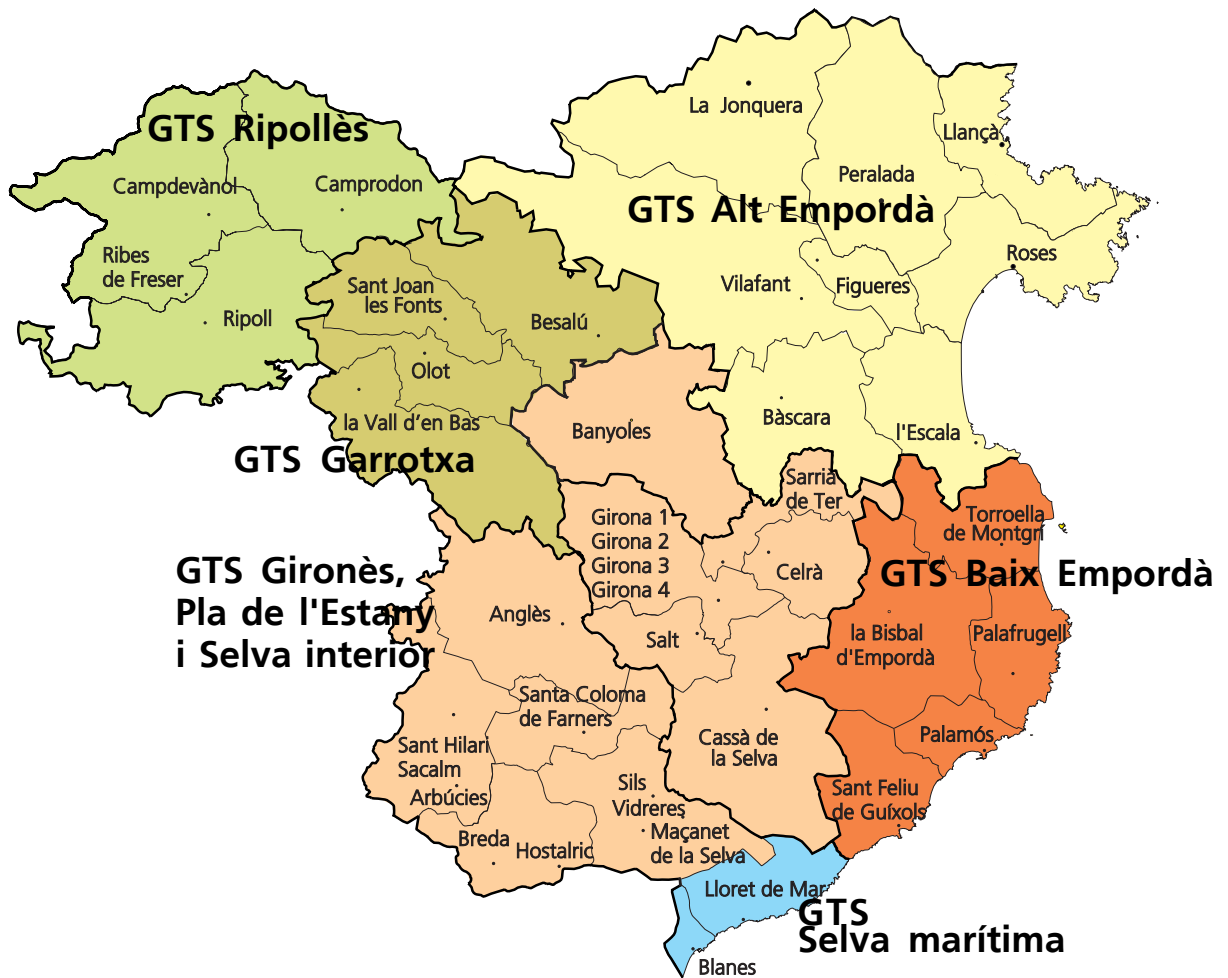 La Jonquera
GTS Ripollès
Llançà
Campdevànol
Camprodon
Peralada
GTS Alt Empordà
Ribes
de Freser
Roses
Sant Joan
les Fonts
Vilafant
Figueres
Ripoll
Besalú
Olot
la Vall d'en Bas
Banyoles
Bàscara
l'Escala
GTS Garrotxa
Sarrià
de Ter
Girona 1
Girona 2
Girona 3
Girona 4
Torroella
de Montgrí
GTS Gironès,
Pla de l'Estany
i Selva interior
Celrà
GTS Baix Empordà
Anglès
Salt
la Bisbal
d'Empordà
Palafrugell
Santa Coloma
de Farners
Sant Hilari
Sacalm
Arbúcies
Cassà de
la Selva
Palamós
Sils
Vidreres
Maçanet
de la Selva
Sant Feliu
de Guíxols
Breda
Hostalric
Lloret de Mar
GTS
Selva marítima
Blanes